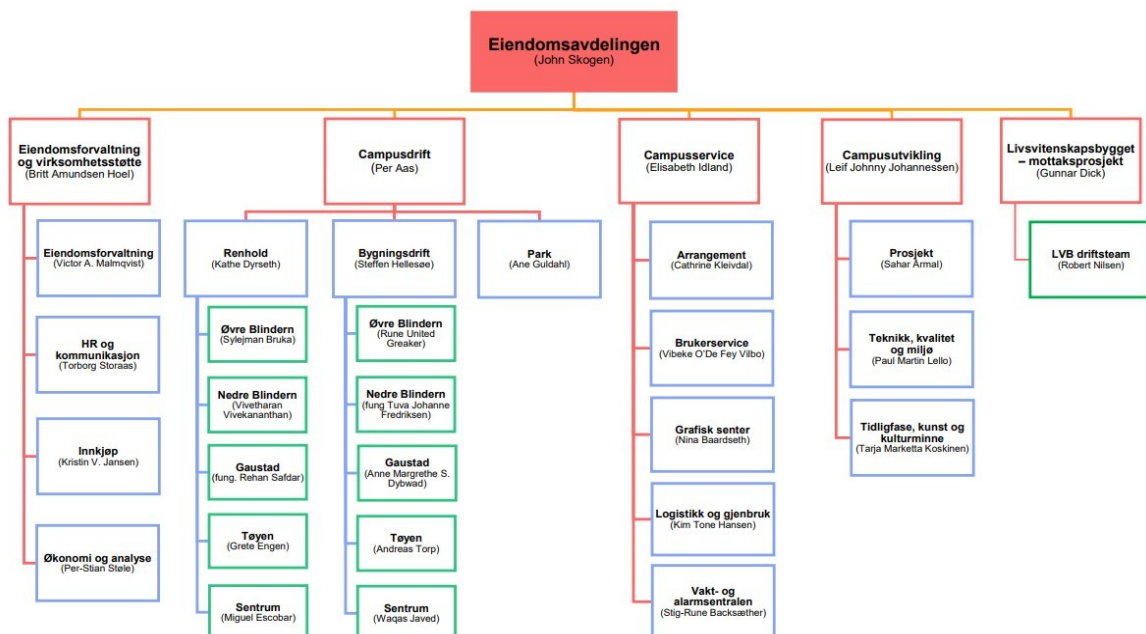 Eiendomsavdelingen
(John Skogen)
Eiendomsforvaltning
og virksomhetsstøtte
(Britt Amundsen Hoel)
Campusdrift
(Per Aas)
Campusservice
(Elisabeth Idland)
Campusutvikling
(Leif Johnny Johannessen)
Livsvitenskapsbygget
– mottaksprosjekt
(Gunnar Dick)
Eiendomsforvaltning
(Victor A. Malmqvist)
HR og
kommunikasjon
(Torborg Storaas)
Innkjøp
(Kristin V. Jansen)
Økonomi og analyse
(Per-Stian Støle)
Renhold
(Kathe Dyrseth)
Øvre Blindern
(Sylejman Bruka)
Nedre Blindern
(Vivetharan
Vivekananthan)
Gaustad
(fung. Rehan Safdar)
Tøyen
(Grete Engen)
Sentrum
(Miguel Escobar)
Bygningsdrift
(Steffen Hellesøe)
Øvre Blindern
(Rune United
Greaker)
Nedre Blindern
(fung Tuva Johanne
Fredriksen)
Gaustad
(Anne Margrethe S.
Dybwad)
Tøyen
(Andreas Torp)
Sentrum
(Waqas Javed)
Park
(Ane Guldahl)
Arrangement
(Cathrine Kleivdal)
Brukerservice
(Vibeke O'De Fey Vilbo)
Grafisk senter
(Nina Baardseth)
Logistikk og gjenbruk
(Kim Tone Hansen)
Vakt- og
alarmsentralen
(Stig-Rune Backsæther)
Prosjekt
(Sahar Armal)
Teknikk, kvalitet
og miljø
(Paul Martin Lello)
Tidligfase, kunst og
kulturminne
(Tarja Marketta Koskinen)
LVB driftsteam
(Robert Nilsen)